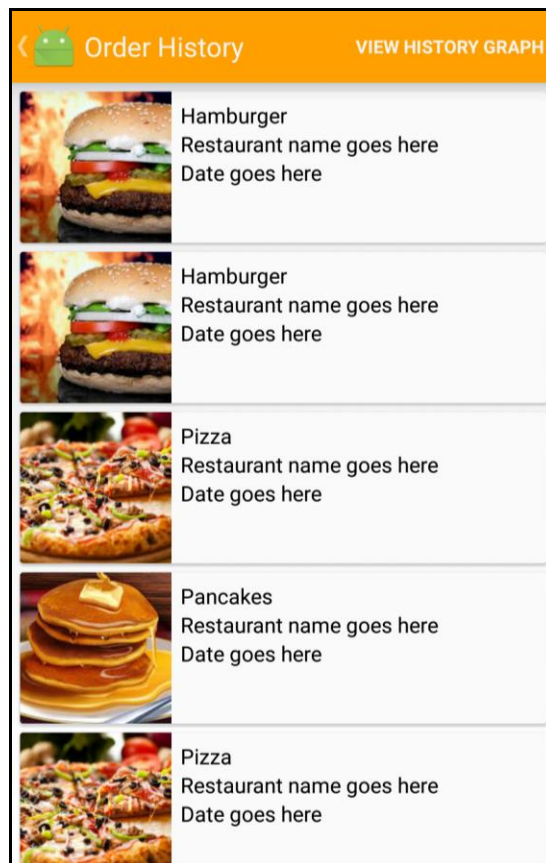 Order History
VIEW HISTORY GRAPH
Hamburger
Restaurant name goes here
Date goes here
Hamburger
Restaurant name goes here
Date goes here
Pizza
Restaurant name goes here
Date goes here
Pancakes
Restaurant name goes here
Date goes here
Pizza
Restaurant name goes here
Date goes here